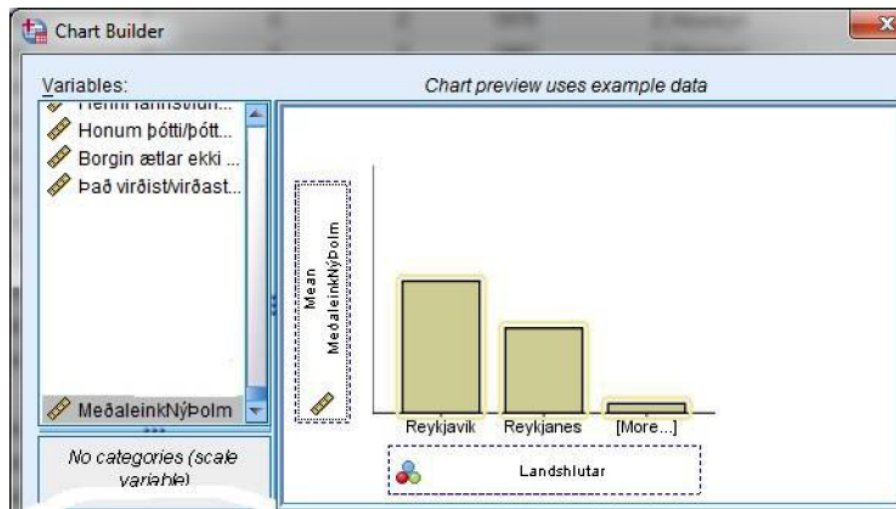 Chart Builder
Variables:
Chart preview uses example data
Honum þótti/þótt...
Borgin ætlar ekki ...
Það virðist/virðast...
MeðaleinkNýÞolm
No categories (scale
variable)
Mean
MeðaleinkNýÞolm
Reykjavik Reykjanes [More...]
Landshlutar